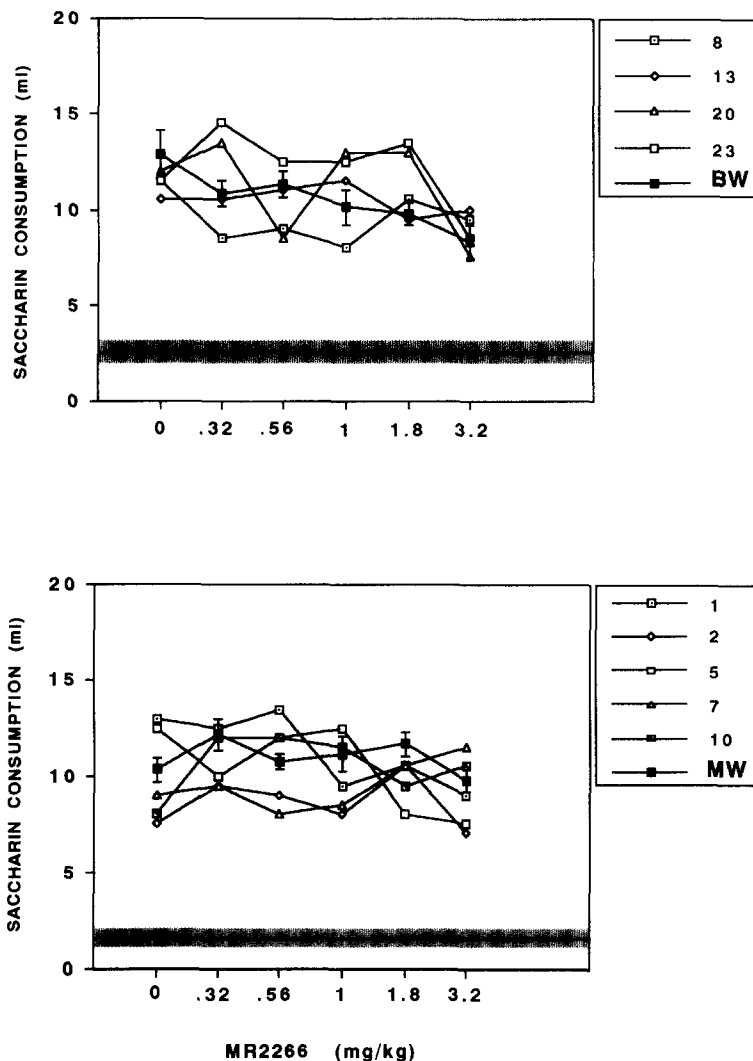 20
15
10
5
0
SACCHARIN CONSUMPTION (ml)
0 .32 .56 1 1.8 3.2
8
13
20
23
BW
20
15
10
5
0
SACCHARIN CONSUMPTION (ml)
0 .32 .56 1 1.8 3.2
MR2266 (mg/kg)
1
2
5
7
10
MW